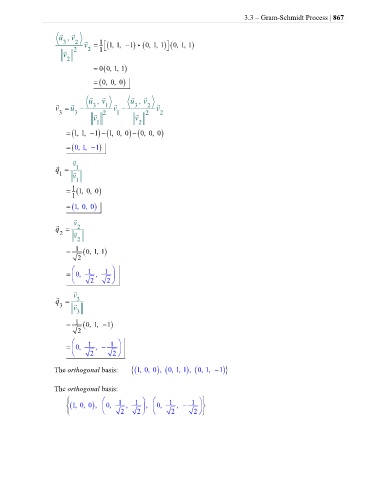 3.3 – Gram-Schmidt Process | 867
⟨u⃗₃, v⃗₂⟩ / ‖v⃗₂‖² v⃗₂ = 1/1 [(1, 1, −1) • (0, 1, 1)] (0, 1, 1)
= 0 (0, 1, 1)
= (0, 0, 0)
v⃗₃ = u⃗₃ − ⟨u⃗₃, v⃗₁⟩ / ‖v⃗₁‖² v⃗₁ − ⟨u⃗₃, v⃗₂⟩ / ‖v⃗₂‖² v⃗₂
= (1, 1, −1) − (1, 0, 0) − (0, 0, 0)
= (0, 1, −1)
q⃗₁ = v⃗₁ / ‖v⃗₁‖
= 1/1 (1, 0, 0)
= (1, 0, 0)
q⃗₂ = v⃗₂ / ‖v⃗₂‖
= 1/2 (0, 1, 1)
= (0, 1/2, 1/2)
q⃗₃ = v⃗₃ / ‖v⃗₃‖
= 1/2 (0, 1, −1)
= (0, 1/2, −1/2)
The orthogonal basis: {(1, 0, 0), (0, 1, 1), (0, 1, −1)}
The orthogonal basis:
{(1, 0, 0), (0, 1/2, 1/2), (0, 1/2, −1/2)}